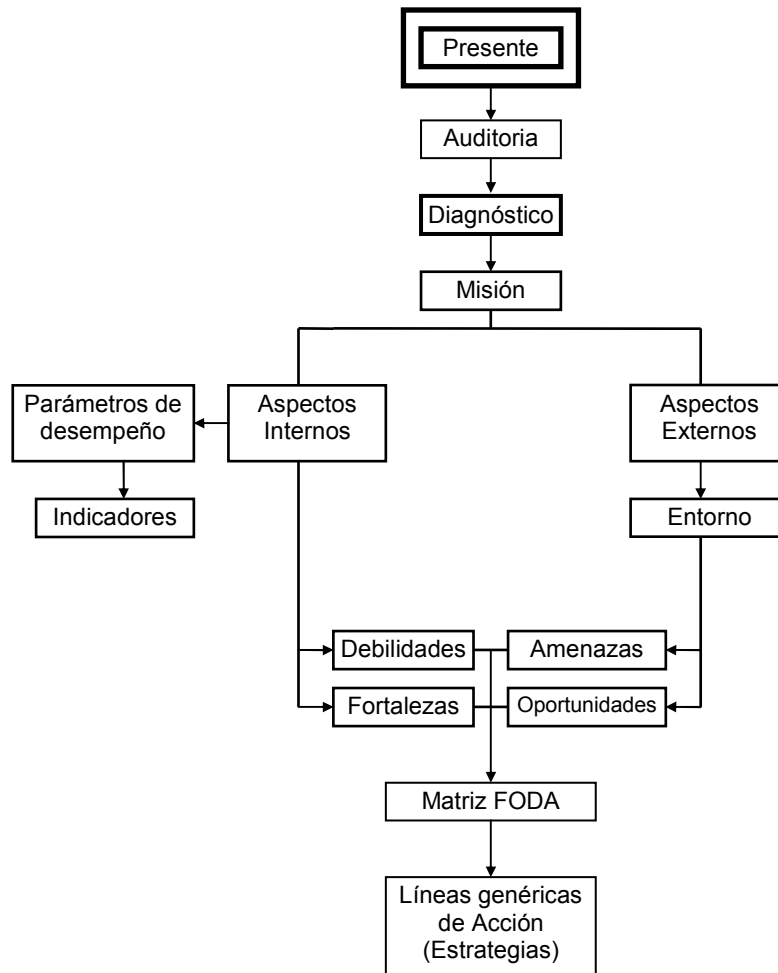 Presente
Auditoria
Diagnóstico
Misión
Parámetros de
desempeño
Aspectos
Internos
Aspectos
Externos
Indicadores
Entorno
Debilidades
Amenazas
Fortalezas
Oportunidades
Matriz FODA
Líneas genéricas
de Acción
(Estrategias)